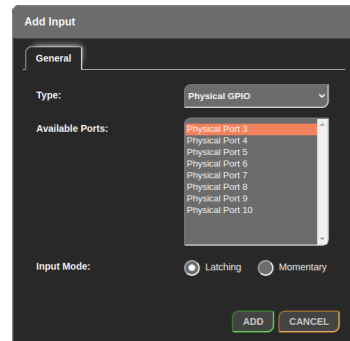 Add Input
General
Type: Physical GPIO
Available Ports: Physical Port 3
Physical Port 4
Physical Port 5
Physical Port 6
Physical Port 7
Physical Port 8
Physical Port 9
Physical Port 10
Input Mode: Latching Momentary
ADD CANCEL